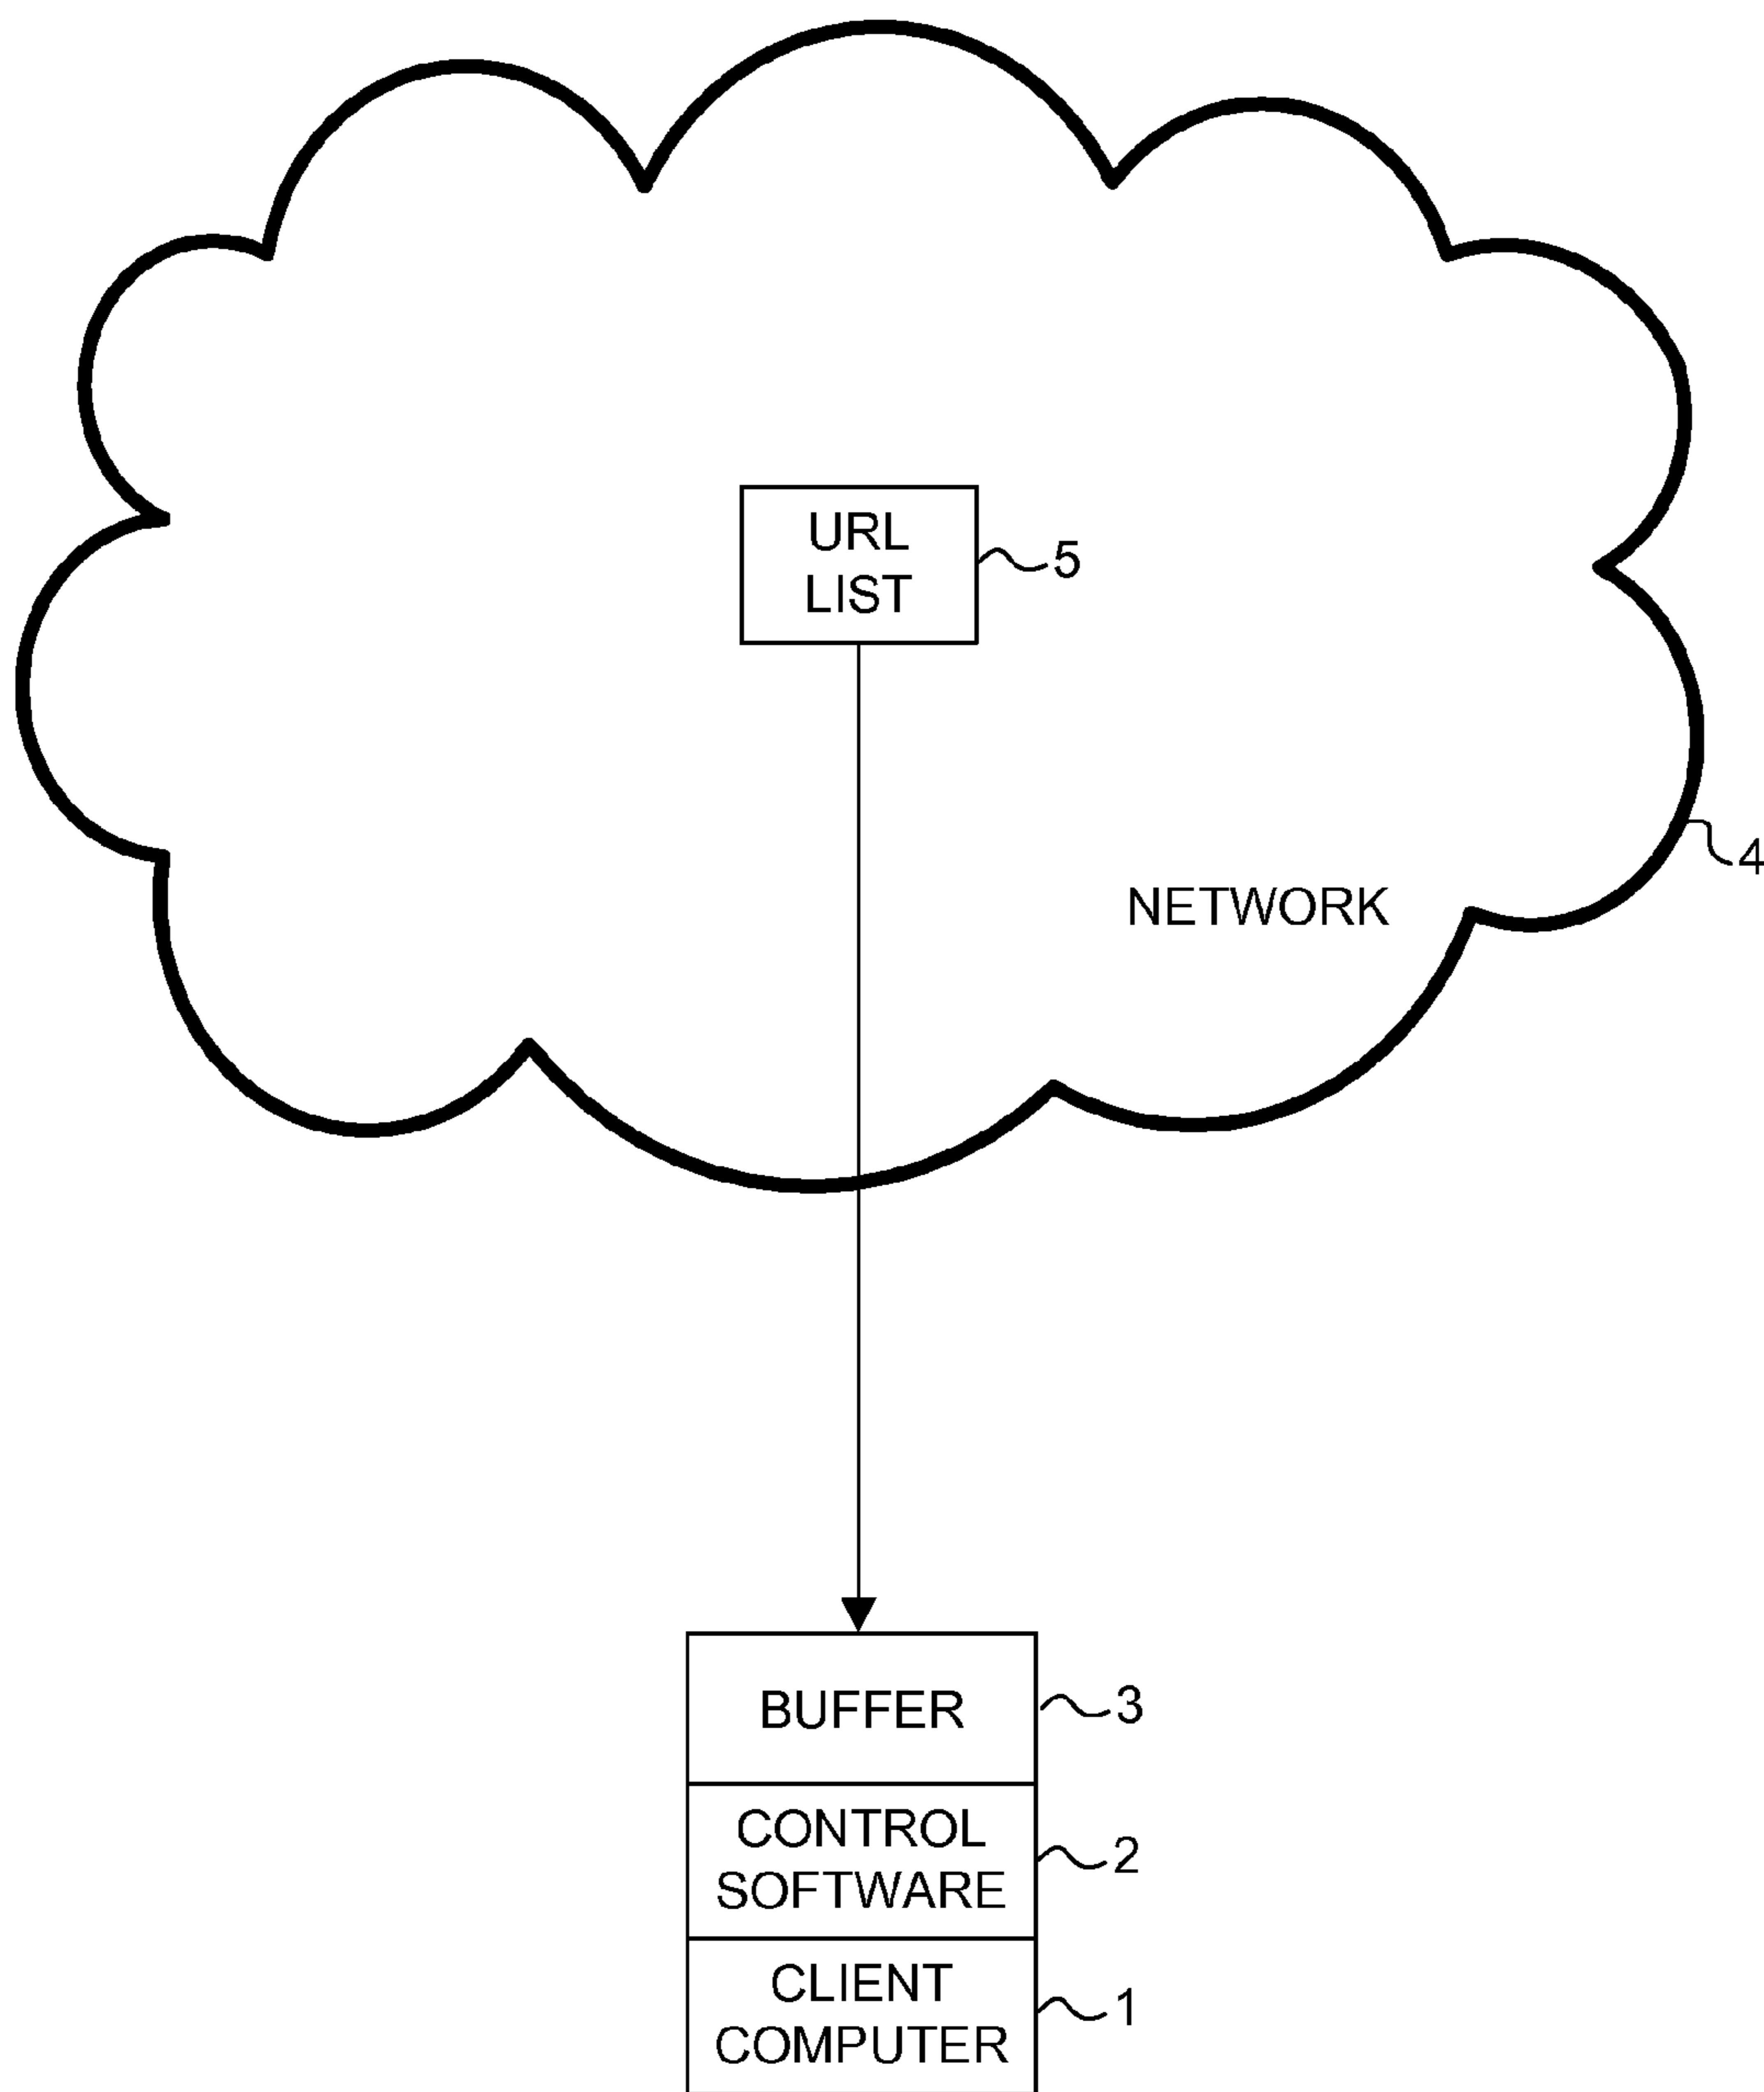 URL
LIST
5
4
NETWORK
BUFFER
3
CONTROL
SOFTWARE
2
CLIENT
COMPUTER
1